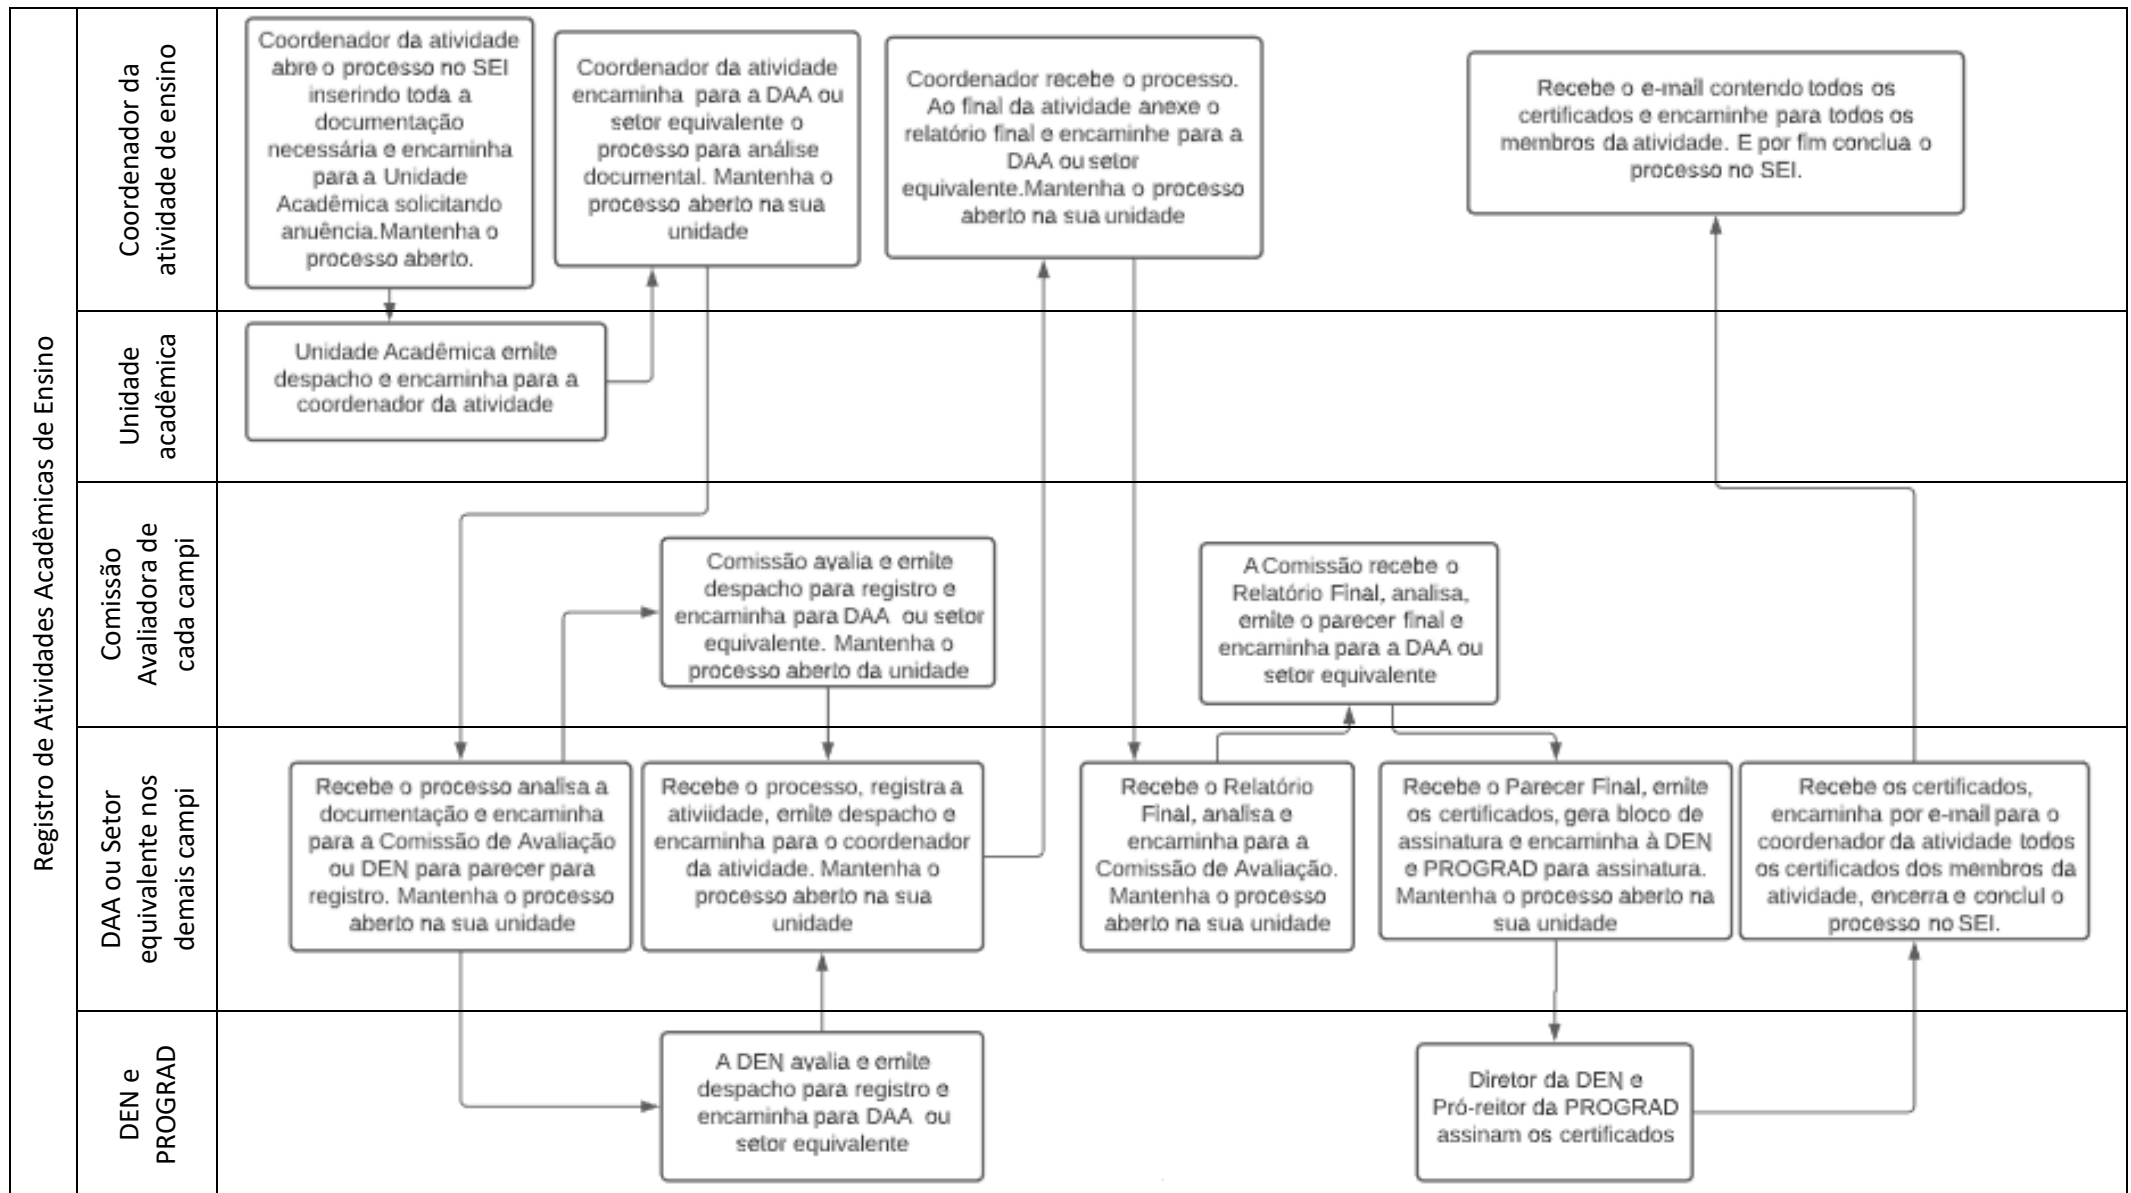 Registro de Atividades Acadêmicas de Ensino
Coordenador da
atividade de ensino
Coordenador da atividade
abre o processo no SEI
inserindo toda a
documentação
necessária e encaminha
para a Unidade
Acadêmica solicitando
anuência.Mantenha o
processo aberto.
Coordenador da atividade
encaminha para a DAA ou
setor equivalente o
processo para análise
documental. Mantenha o
processo aberto na sua
unidade
Coordenador recebe o processo.
Ao final da atividade anexe o
relatório final e encaminhe para a
DAA ou setor
equivalente.Mantenha o processo
aberto na sua unidade
Recebe o e-mail contendo todos os
certificados e encaminhe para todos os
membros da atividade. E por fim conclua o
processo no SEI.
Unidade
acadêmica
Unidade Acadêmica emite
despacho e encaminha para a
coordenador da atividade
Comissão
Avaliadora de
cada campi
Comissão avalia e emite
despacho para registro e
encaminha para DAA ou setor
equivalente. Mantenha o
processo aberto da unidade
A Comissão recebe o
Relatório Final, analisa,
emite o parecer final e
encaminha para a DAA ou
setor equivalente
DAA ou Setor
equivalente nos
demais campi
Recebe o processo analisa a
documentação e encaminha
para a Comissão de Avaliação
ou DEN para parecer para
registro. Mantenha o processo
aberto na sua unidade
Recebe o processo, registra a
ativiidade, emite despacho e
encaminha para o coordenador
da atividade. Mantenha o
processo aberto na sua
unidade
Recebe o Relatório
Final, analisa e
encaminha para a
Comissão de Avaliação.
Mantenha o processo
aberto na sua unidade
Recebe o Parecer Final, emite
os certificados, gera bloco de
assinatura e encaminha à DEN
e PROGRAD para assinatura.
Mantenha o processo aberto na
sua unidade
Recebe os certificados,
encaminha por e-mail para o
coordenador da atividade todos
os certificados dos membros da
atividade, encerra e conclui o
processo no SEI.
DEN e
PROGRAD
A DEN avalia e emite
despacho para registro e
encaminha para DAA ou
setor equivalente
Diretor da DEN e
Pró-reitor da PROGRAD
assinam os certificados